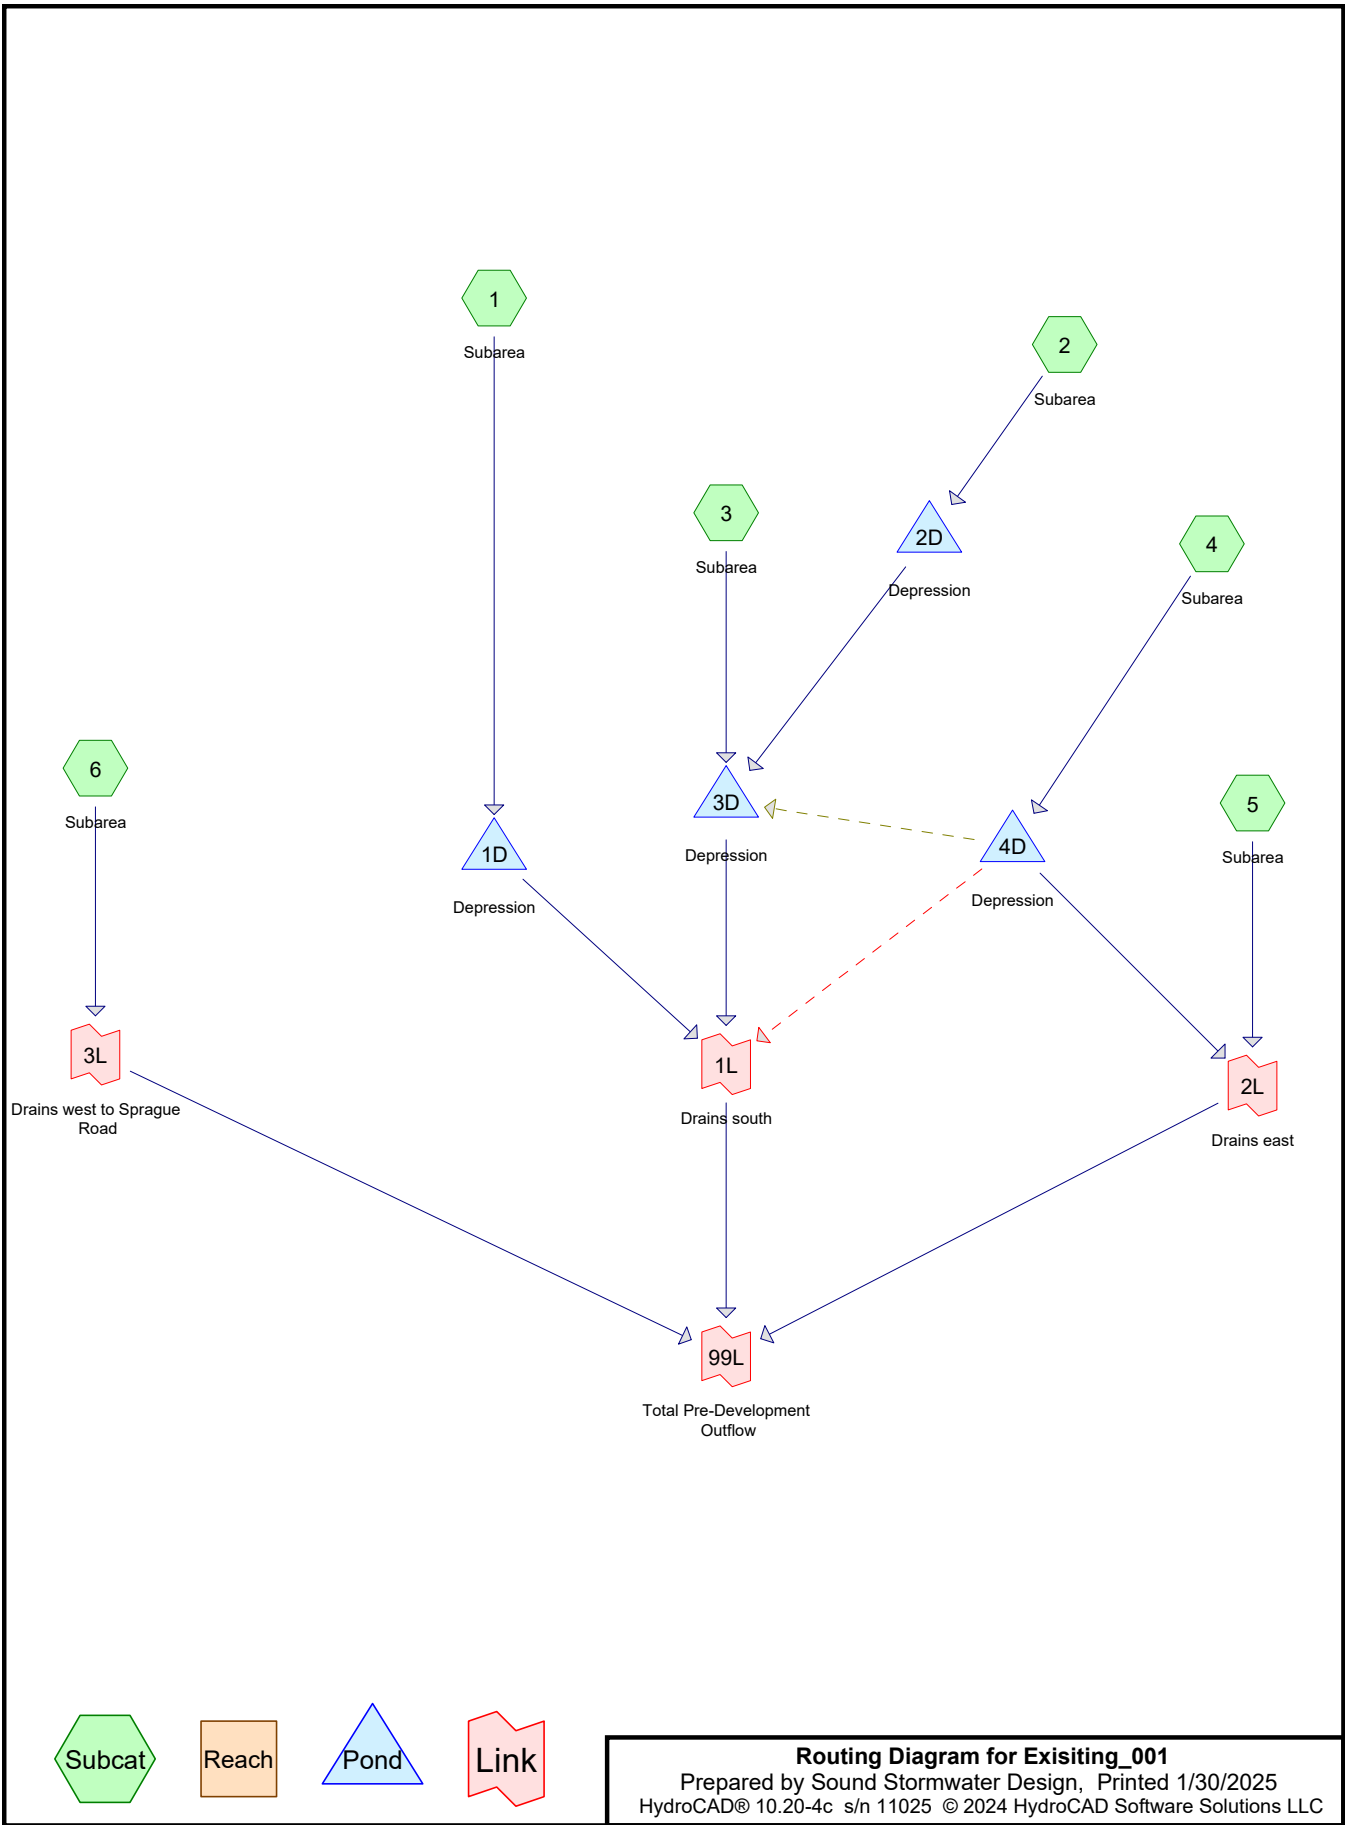 1
Subarea
2
Subarea
3
Subarea
2D
Depression
4
Subarea
6
Subarea
1D
Depression
3D
Depression
4D
Depression
5
Subarea
3L
Drains west to Sprague
Road
1L
Drains south
2L
Drains east
99L
Total Pre-Development
Outflow
Subcat
Reach
Pond
Link
Routing Diagram for Exisiting_001
Prepared by Sound Stormwater Design,  Printed 1/30/2025
HydroCAD® 10.20-4c  s/n 11025  © 2024 HydroCAD Software Solutions LLC